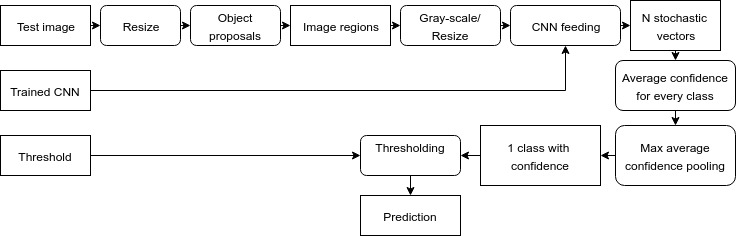 Test image
Resize
Object
proposals
Image regions
Gray-scale/
Resize
CNN feeding
N stochastic
vectors
Trained CNN
Average confidence
for every class
Threshold
Thresholding
1 class with
confidence
Max average
confidence pooling
Prediction